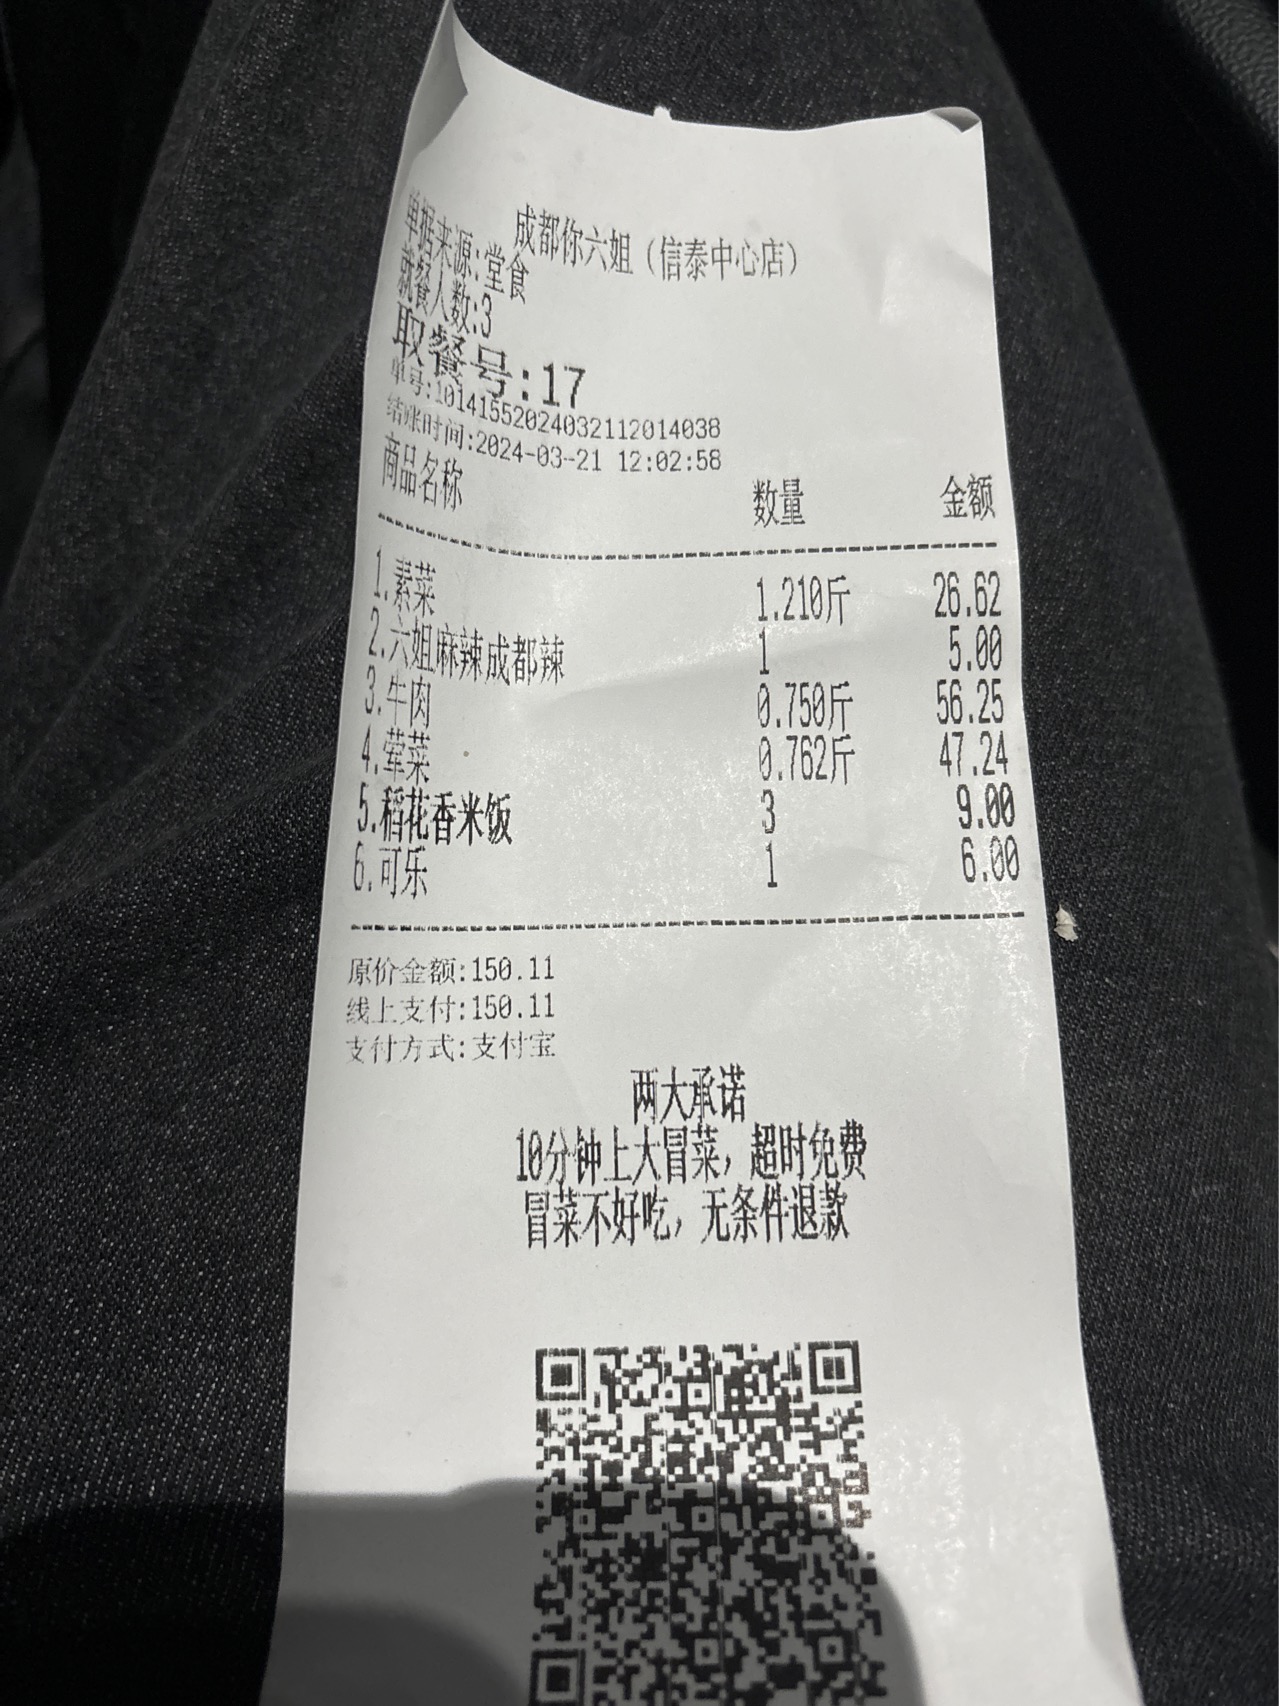 成都你六姐（信泰中心店）
单据来源:堂食
就餐人数:3
取餐号:17
单号:10141552024032112014038
结账时间:2024-03-21 12:02:58
商品名称 数量 金额
1.素菜 1.210斤 26.62
2.六姐麻辣成都辣 1 5.00
3.牛肉 0.750斤 56.25
4.荤菜 0.762斤 47.24
5.稻花香米饭 3 9.00
6.可乐 1 6.00
原价金额:150.11
线上支付:150.11
支付方式:支付宝
两大承诺
10分钟上大冒菜，超时免费
冒菜不好吃，无条件退款